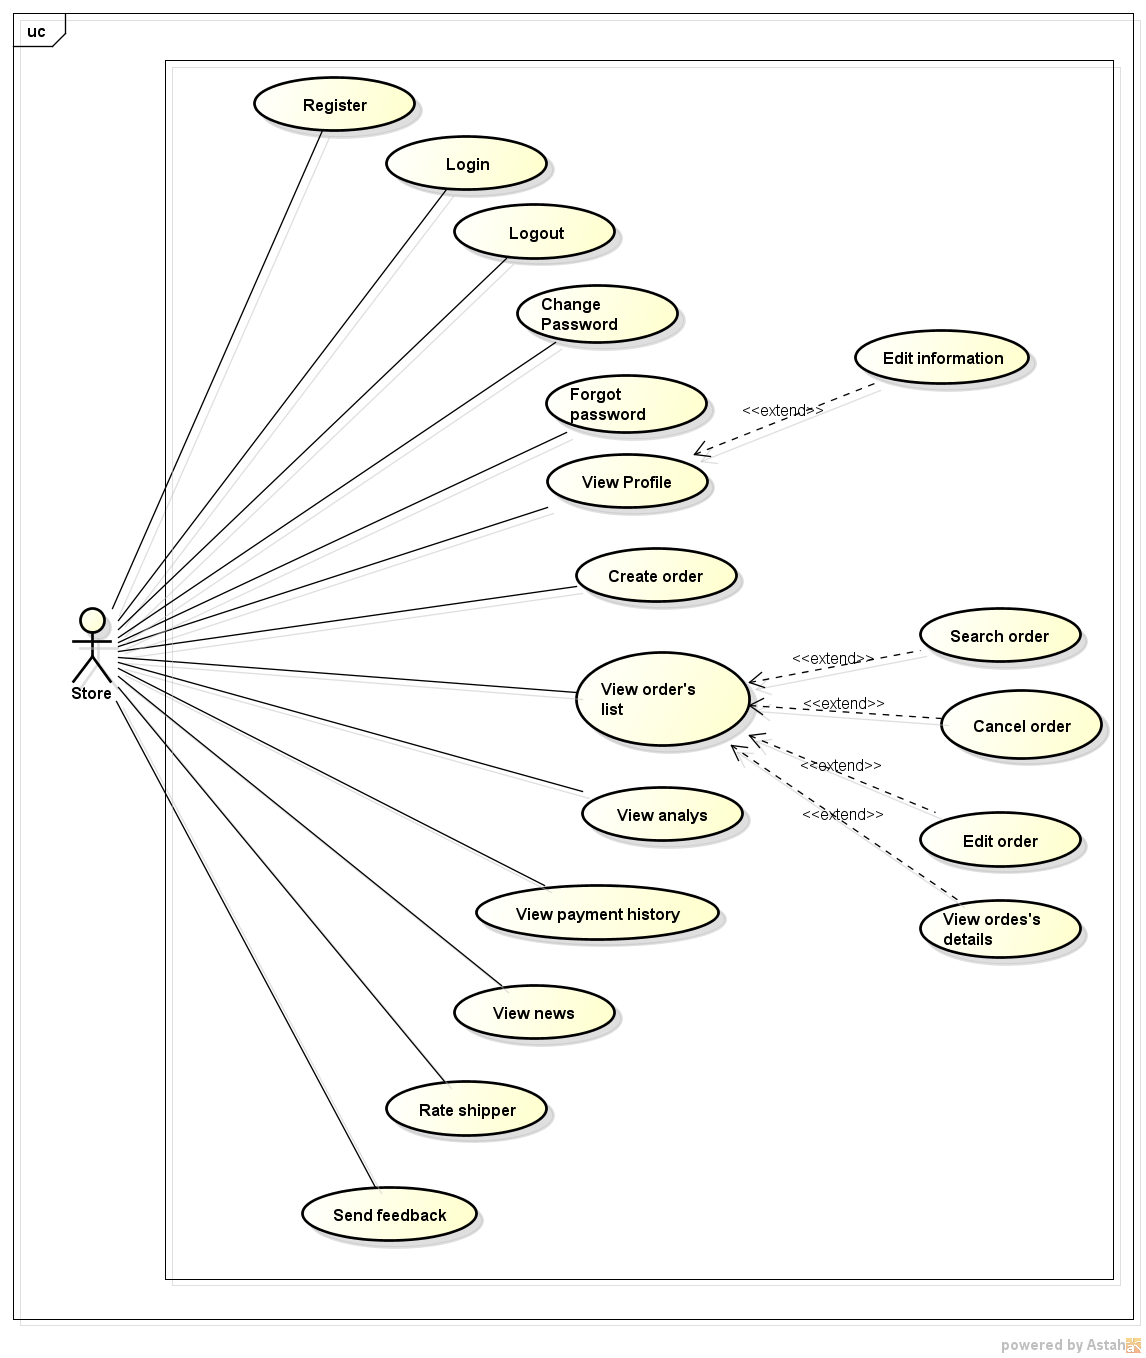 uc
Register
Login
Logout
Change
Password
Edit information
Forgot
password
<<extend>>
View Profile
Create order
Search order
<<extend>>
Store
View order's
list
<<extend>>
Cancel order
<<extend>>
View analys
<<extend>>
Edit order
View payment history
View ordes's
details
View news
Rate shipper
Send feedback
powered by Astah